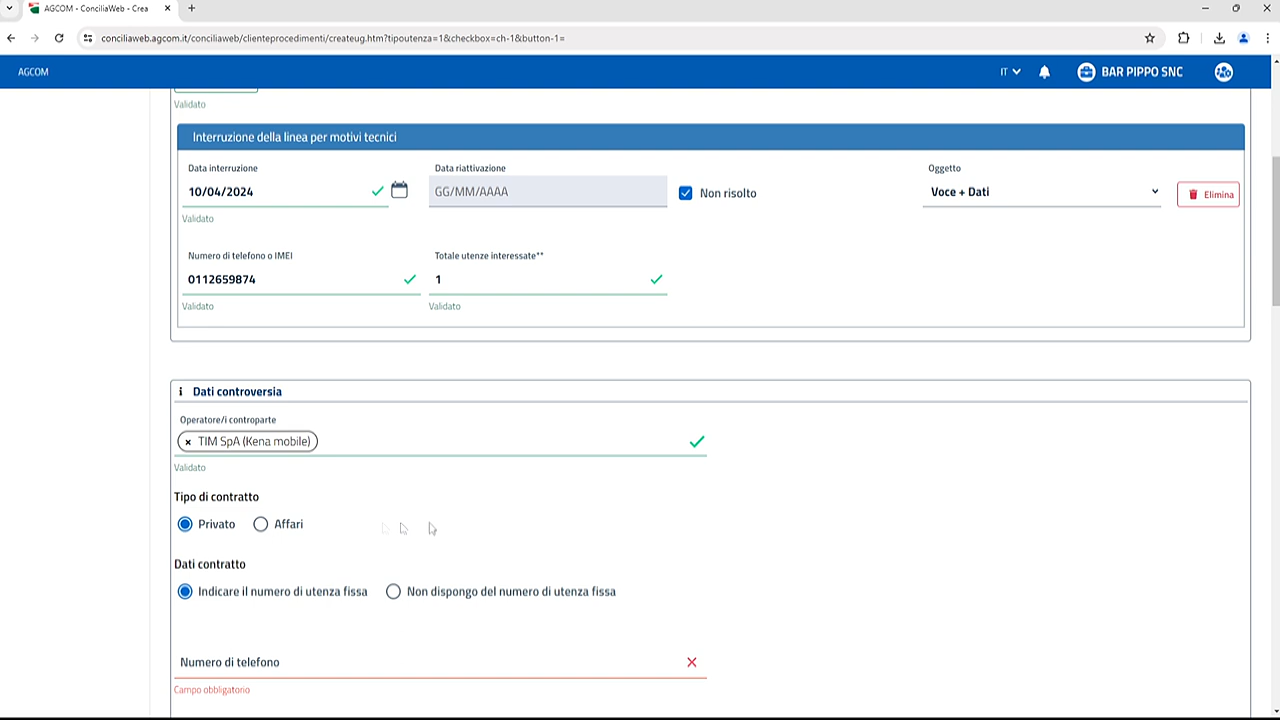 AGCOM - ConciliaWeb - Crea
conciliaweb.agcom.it/conciliaweb/clienteprocedimenti/createug.htm?tipoutenza=1&checkbox=ch-1&button-1=
AGCOM
IT
BAR PIPPO SNC
Validato
Interruzione della linea per motivi tecnici
Data interruzione
Data riattivazione
Oggetto
10/04/2024
GG/MM/AAAA
Non risolto
Voce + Dati
Elimina
Validato
Numero di telefono o IMEI
Totale utenze interessate**
0112659874
1
Validato
Validato
Dati controversia
Operatore/i controparte
× TIM SpA (Kena mobile)
Validato
Tipo di contratto
Privato
Affari
Dati contratto
Indicare il numero di utenza fissa
Non dispongo del numero di utenza fissa
Numero di telefono
Campo obbligatorio